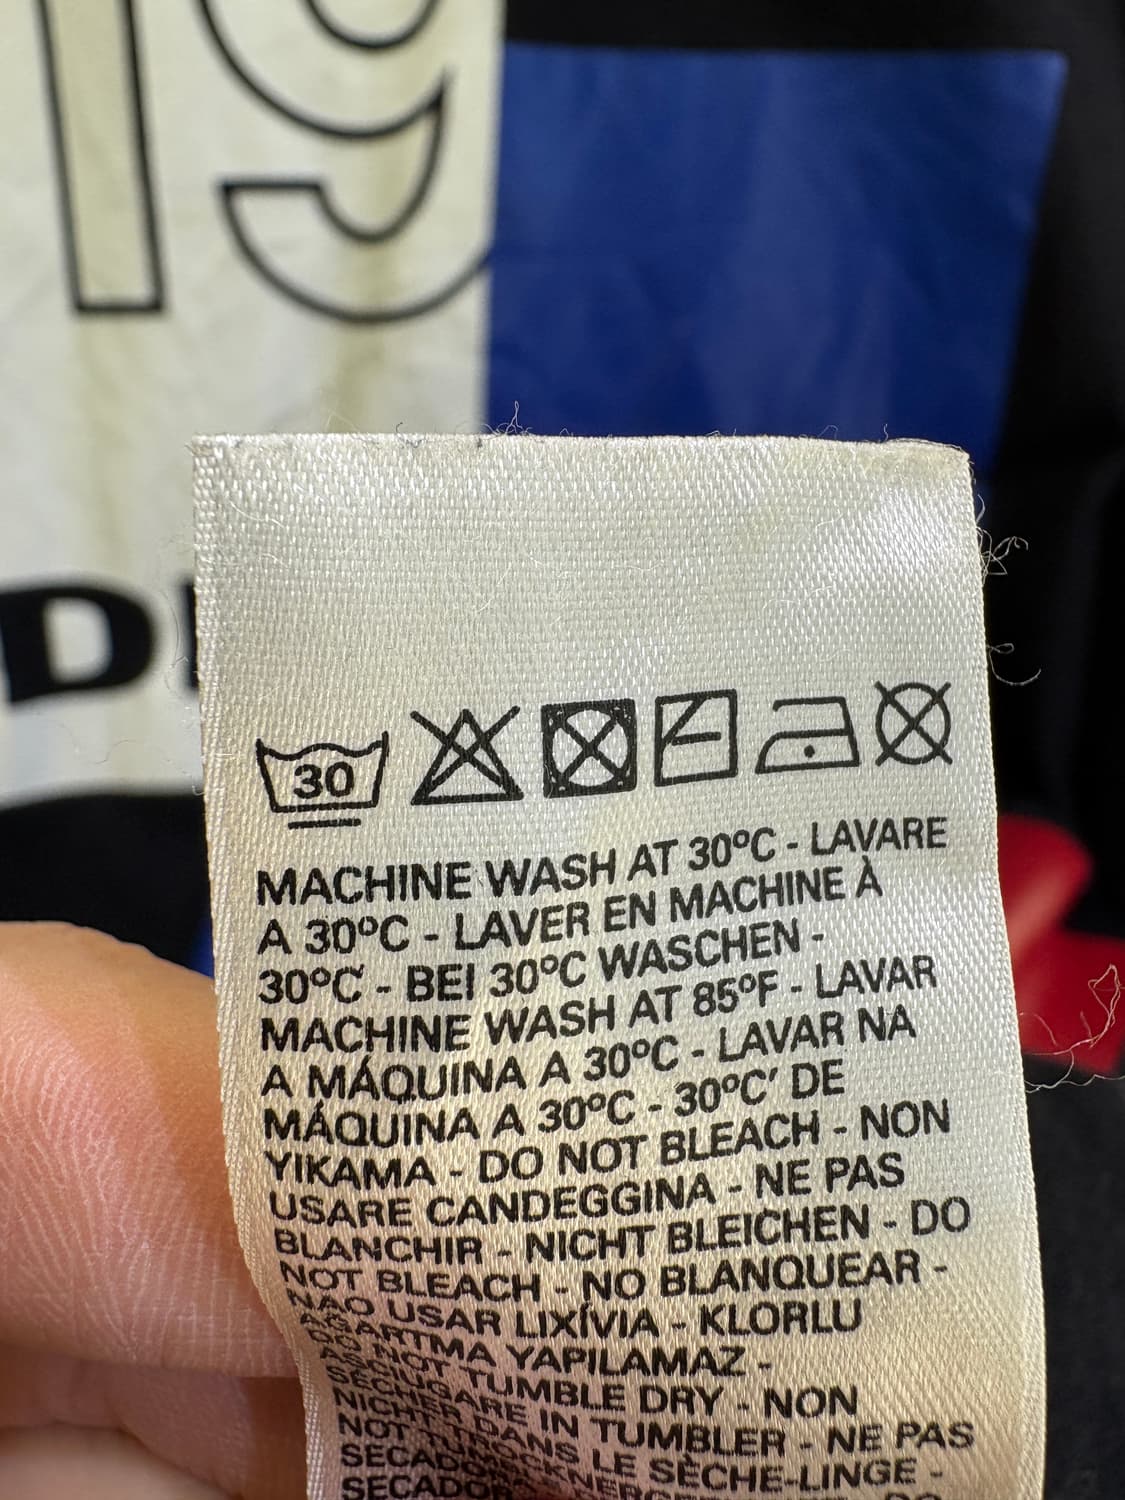 19
30
MACHINE WASH AT 30ºC - LAVARE
A 30ºC - LAVER EN MACHINE À
30ºC - BEI 30ºC WASCHEN -
MACHINE WASH AT 85ºF - LAVAR
A MÁQUINA A 30ºC - LAVAR NA
MÁQUINA A 30ºC - 30ºC' DE
YIKAMA - DO NOT BLEACH - NON
USARE CANDEGGINA - NE PAS
BLANCHIR - NICHT BLEICHEN - DO
NOT BLEACH - NO BLANQUEAR -
NÃO USAR LIXÍVIA - KLORLU
AĞARTMA YAPILAMAZ -
DO NOT TUMBLE DRY - NON
ASCIUGARE IN TUMBLER - NE PAS
SÉCHER DANS LE SÈCHE-LINGE -
NICHT
NOT